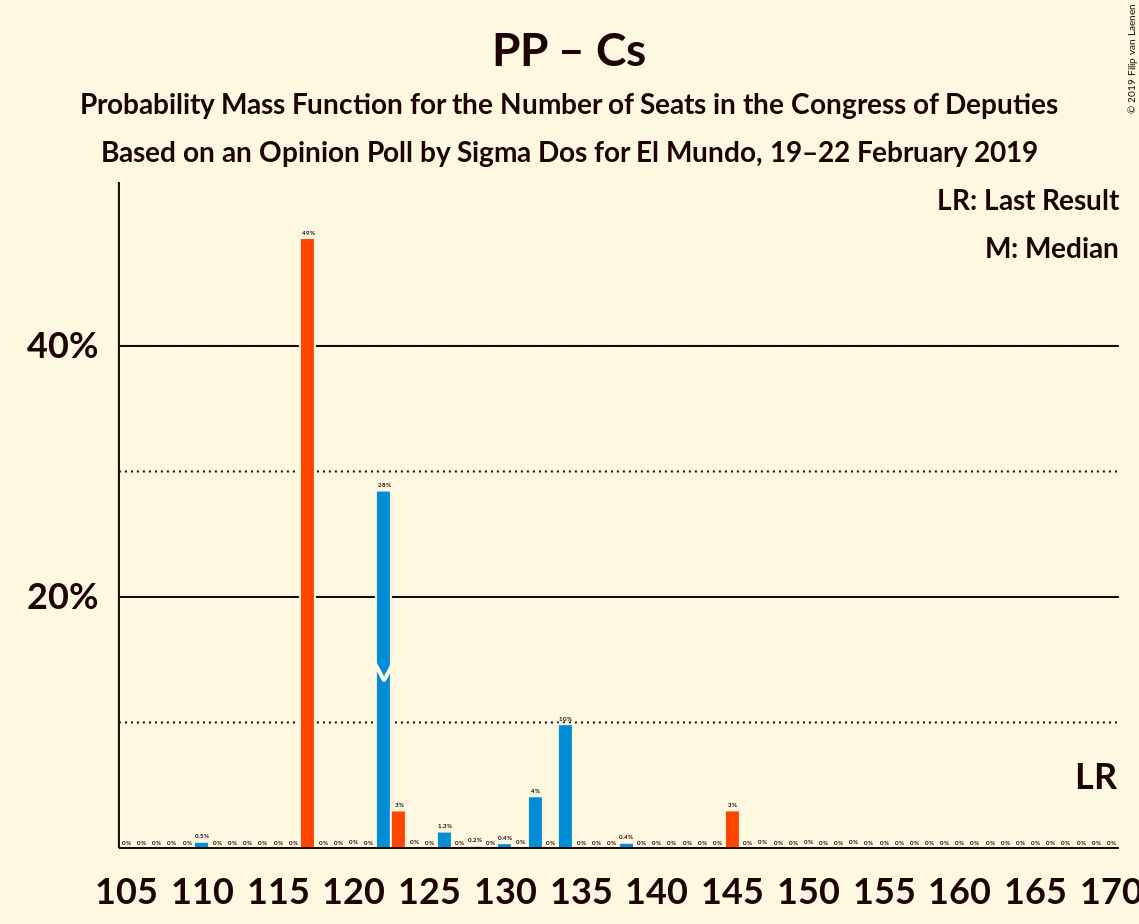 PP – Cs
Probability Mass Function for the Number of Seats in the Congress of Deputies
Based on an Opinion Poll by Sigma Dos for El Mundo, 19–22 February 2019
© 2019 Filip van Laenen
LR: Last Result
M: Median
40%
20%
49%
28%
10%
4%
3%
3%
1.3%
0.5%
0.4%
0.4%
0.2%
M
LR
105 110 115 120 125 130 135 140 145 150 155 160 165 170